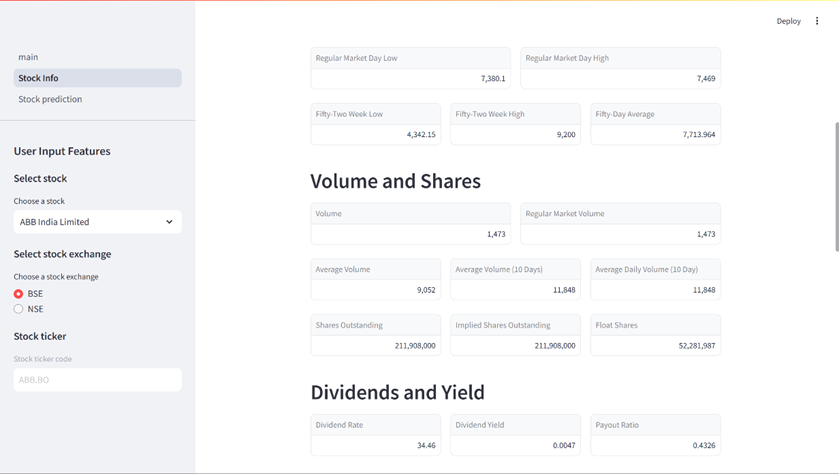 Deploy
main
Stock Info
Stock prediction
User Input Features
Select stock
Choose a stock
ABB India Limited
Select stock exchange
Choose a stock exchange
BSE
NSE
Stock ticker
Stock ticker code
ABB.BO
Regular Market Day Low
7,380.1
Regular Market Day High
7,469
Fifty-Two Week Low
4,342.15
Fifty-Two Week High
9,200
Fifty-Day Average
7,713.964
Volume and Shares
Volume
1,473
Regular Market Volume
1,473
Average Volume
9,052
Average Volume (10 Days)
11,848
Average Daily Volume (10 Day)
11,848
Shares Outstanding
211,908,000
Implied Shares Outstanding
211,908,000
Float Shares
52,281,987
Dividends and Yield
Dividend Rate
34.46
Dividend Yield
0.0047
Payout Ratio
0.4326